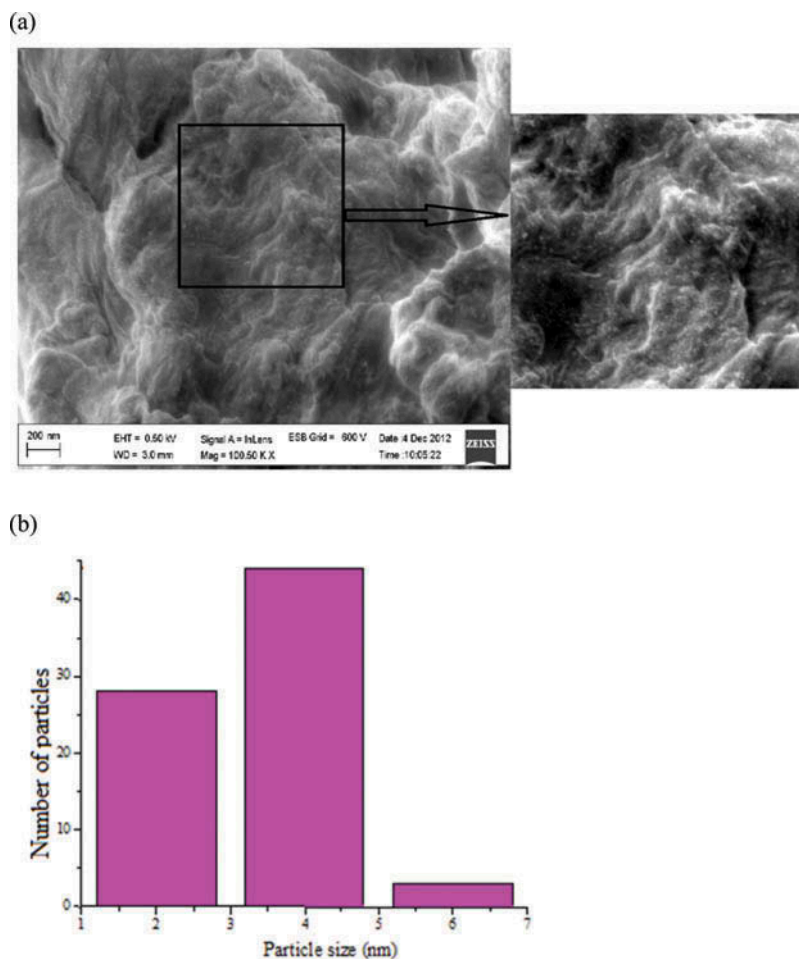 (a)
200 nm
EHT = 0.50 kV Signal A = InLens ESB Grid = 600 V Date :4 Dec 2012
WD = 3.0 mm Mag = 100.50 K X Time :10:05:22
ZEISS
(b)
Number of particles
40
30
20
10
0
1 2 3 4 5 6 7
Particle size (nm)